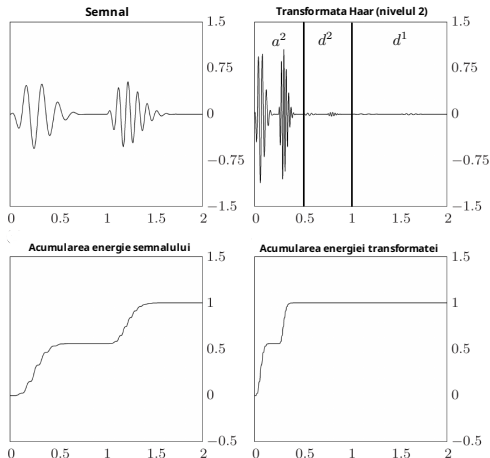 Semnal
1.5
0.75
0
-0.75
-1.5
0 0.5 1 1.5 2
Transformata Haar (nivelul 2)
a² d² d¹
1.5
0.75
0
-0.75
-1.5
0 0.5 1 1.5 2
Acumularea energie semnalului
1.5
1
0.5
0
-0.5
0 0.5 1 1.5 2
Acumularea energiei transformatei
1.5
1
0.5
0
-0.5
0 0.5 1 1.5 2